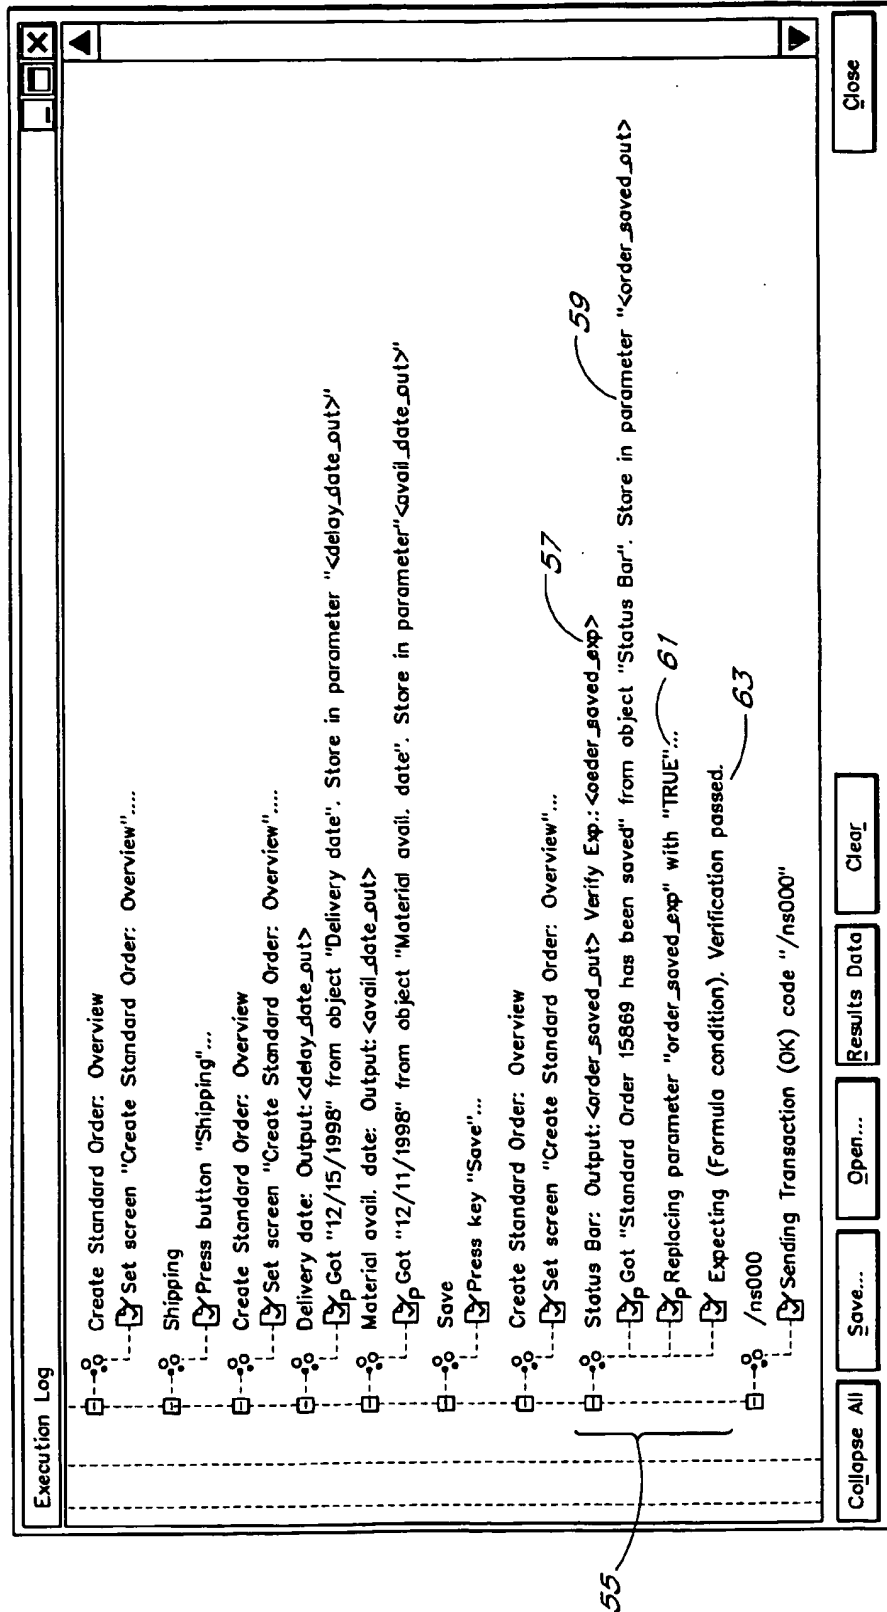 Execution Log
Create Standard Order: Overview
Set screen "Create Standard Order: Overview"....
Shipping
Press button "Shipping"...
Create Standard Order: Overview
Set screen "Create Standard Order: Overview"....
Delivery date: Output:<delay_date_out>
Got "12/15/1998" from object "Delivery date". Store in parameter "<delay_date_out>"
Material avail. date: Output:<avail_date_out>
Got "12/11/1998" from object "Material avail. date". Store in parameter"<avail_date_out>"
Save
Press key "Save"...
Create Standard Order: Overview
Set screen "Create Standard Order: Overview"...
57
Status Bar: Output:<order_saved_out> Verify Exp.:<oeder_saved_exp>
59
Got "Standard Order 15869 has been saved" from object "Status Bar". Store in parameter "<order_saved_out>
Replacing parameter "order_saved_exp" with "TRUE"...
61
Expecting (Formula condition). Verification passed.
63
55
/ns000
Sending Transaction (OK) code "/ns000"
Collapse All
Save...
Open...
Results Data
Clear
Close